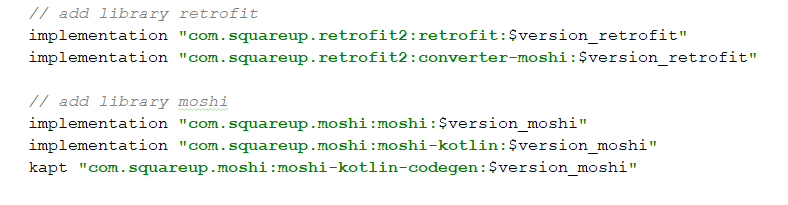 // add library retrofit
implementation "com.squareup.retrofit2:retrofit:$version_retrofit"
implementation "com.squareup.retrofit2:converter-moshi:$version_retrofit"
// add library moshi
implementation "com.squareup.moshi:moshi:$version_moshi"
implementation "com.squareup.moshi:moshi-kotlin:$version_moshi"
kapt "com.squareup.moshi:moshi-kotlin-codegen:$version_moshi"